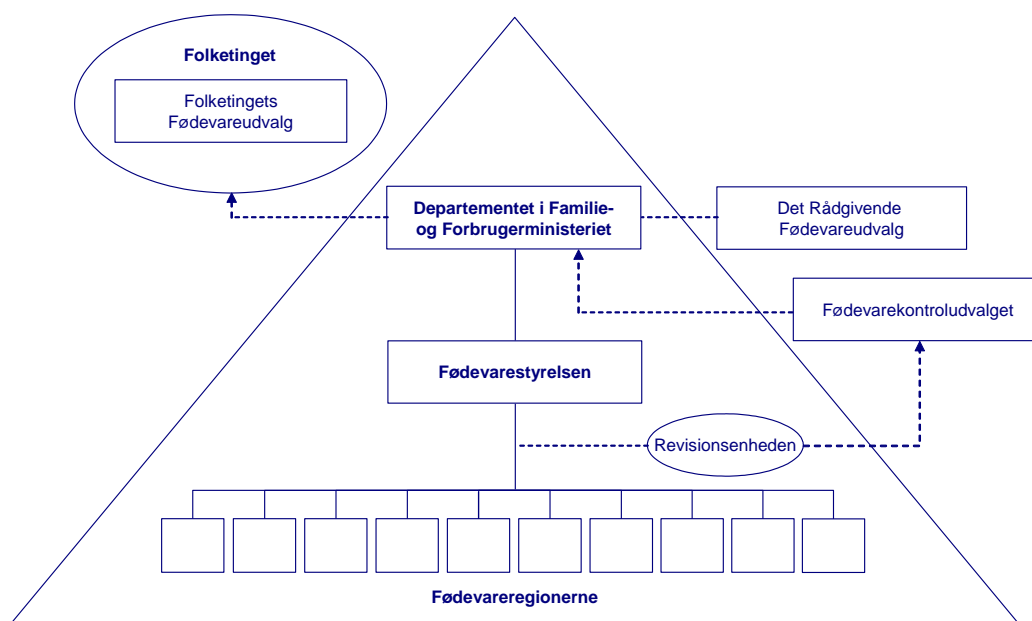 Folketinget
Folketingets
Fødevareudvalg
Departementet i Familie-
og Forbrugerministeriet
Det Rådgivende
Fødevareudvalg
Fødevarekontroludvalget
Fødevarestyrelsen
Revisionsenheden
Fødevareregionerne